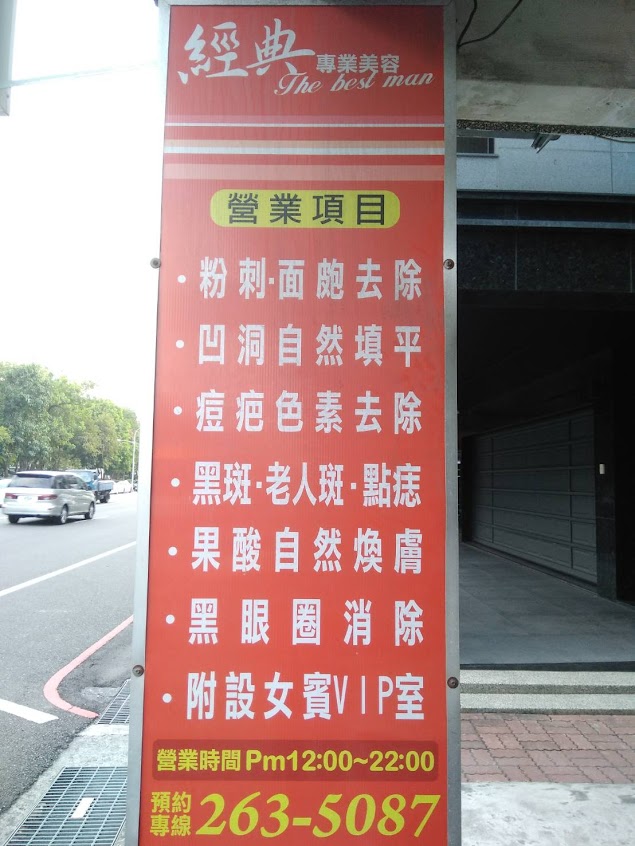 經典 專業美容
The best man
營業項目
·粉刺·面皰去除
·凹洞自然填平
·痘疤色素去除
·黑斑·老人斑·點痣
·果酸自然煥膚
·黑眼圈消除
·附設女賓VIP室
營業時間Pm12:00~22:00
預約專線263-5087